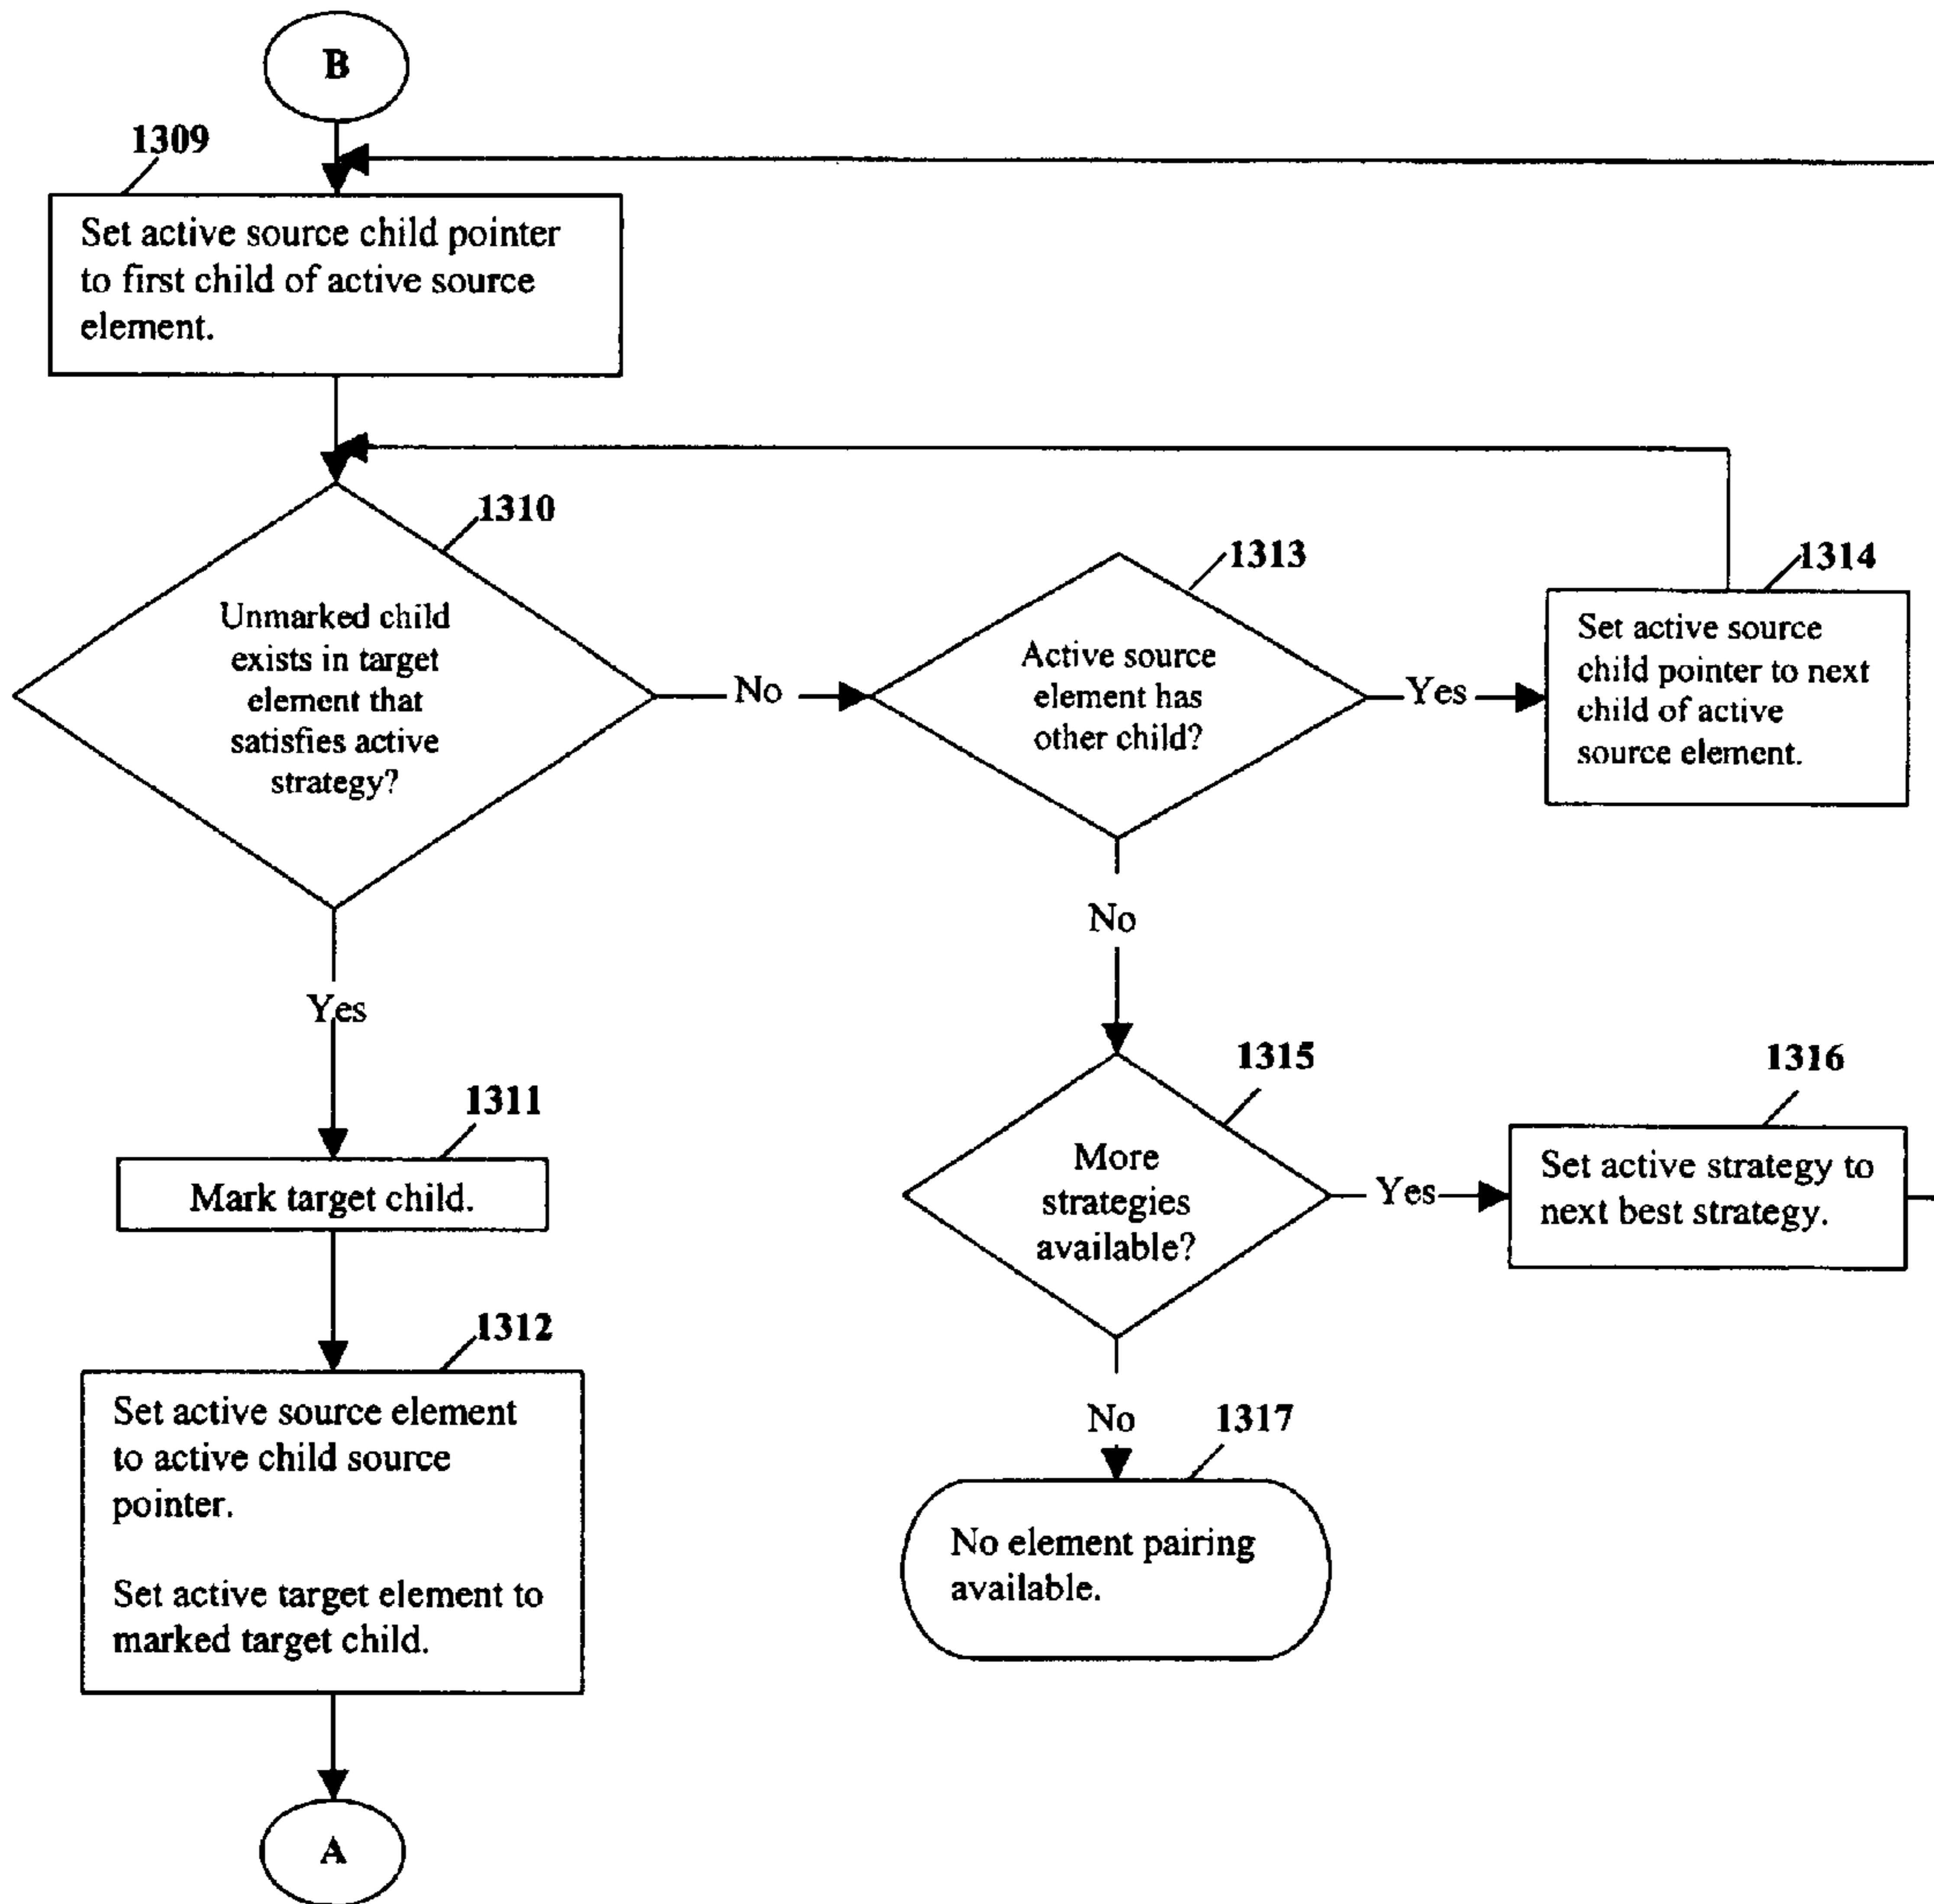 B
1309
Set active source child pointer
to first child of active source
element.
1310
Unmarked child
exists in target
element that
satisfies active
strategy?
No
1313
Active source
element has
other child?
Yes
1314
Set active source
child pointer to next
child of active
source element.
Yes
No
1311
Mark target child.
1315
More
strategies
available?
Yes
1316
Set active strategy to
next best strategy.
1312
Set active source element
to active child source
pointer.
Set active target element to
marked target child.
No
1317
No element pairing
available.
A